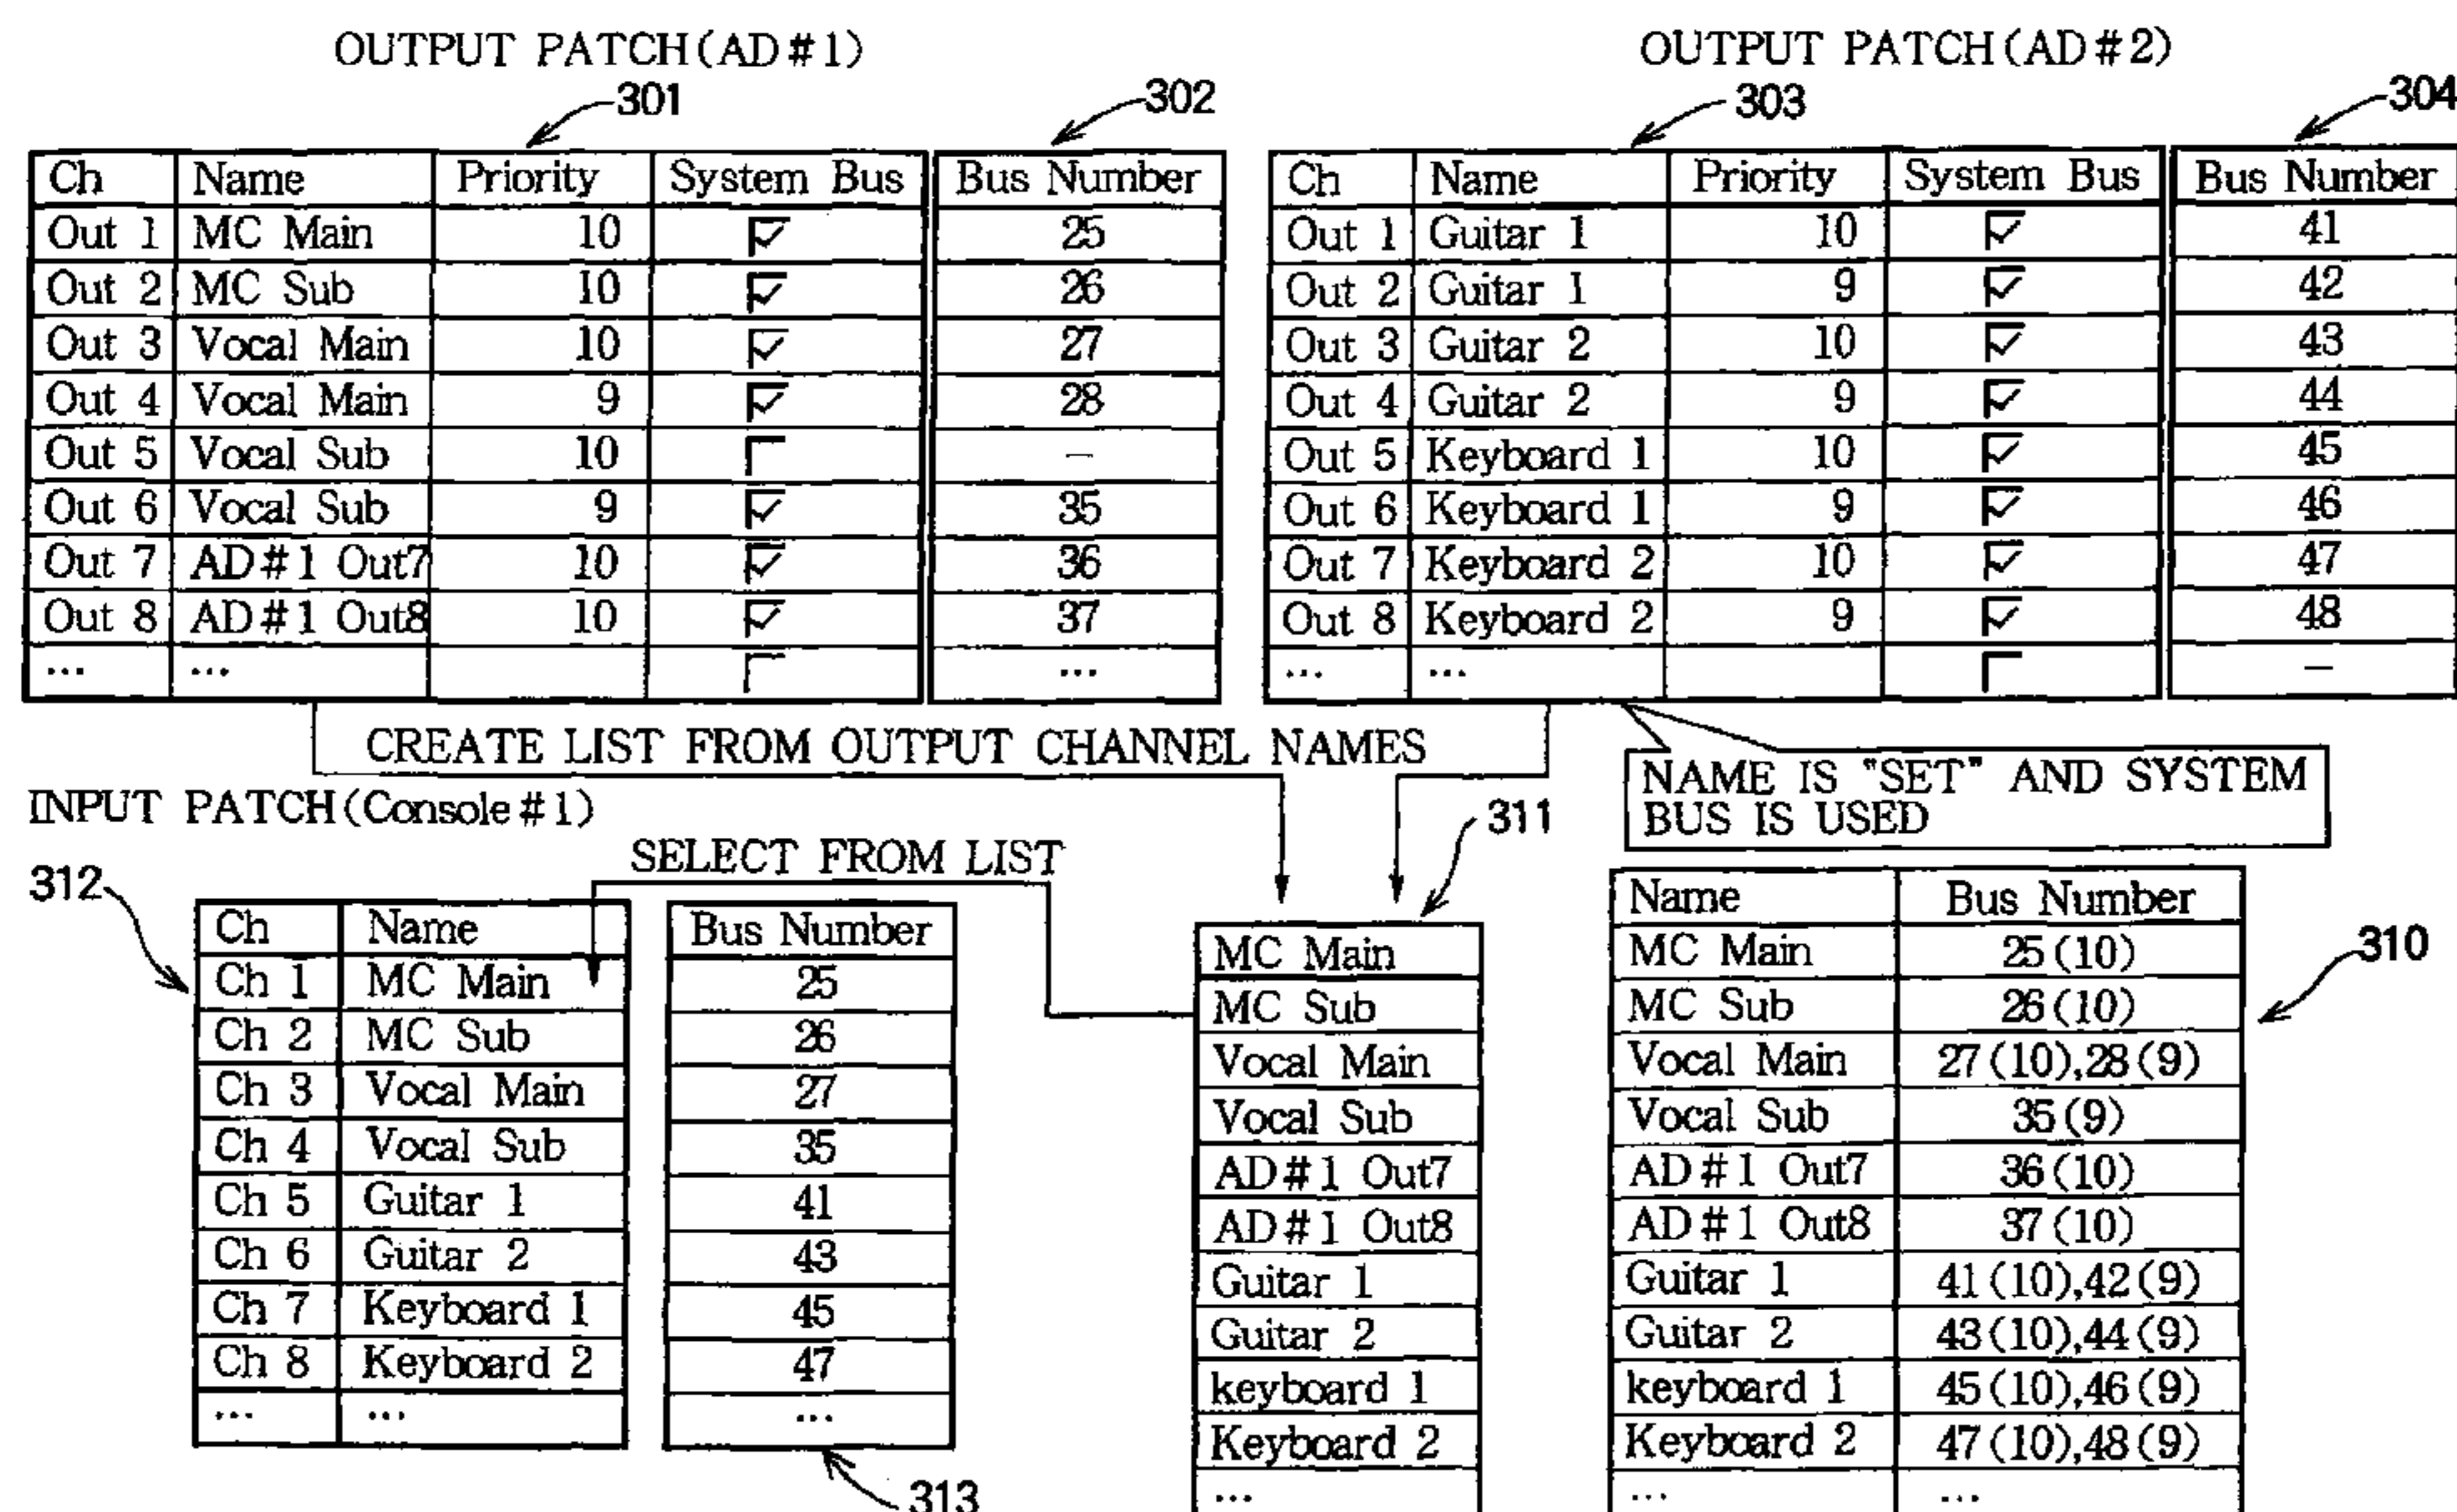 OUTPUT PATCH(AD#1)
301
302
Ch Name Priority System Bus Bus Number
Out 1 MC Main 10 25
Out 2 MC Sub 10 26
Out 3 Vocal Main 10 27
Out 4 Vocal Main 9 28
Out 5 Vocal Sub 10 –
Out 6 Vocal Sub 9 35
Out 7 AD#1 Out7 10 36
Out 8 AD#1 Out8 10 37
... ... ...
OUTPUT PATCH(AD#2)
303
304
Ch Name Priority System Bus Bus Number
Out 1 Guitar 1 10 41
Out 2 Guitar 1 9 42
Out 3 Guitar 2 10 43
Out 4 Guitar 2 9 44
Out 5 Keyboard 1 10 45
Out 6 Keyboard 1 9 46
Out 7 Keyboard 2 10 47
Out 8 Keyboard 2 9 48
... ... –
CREATE LIST FROM OUTPUT CHANNEL NAMES
NAME IS "SET" AND SYSTEM
BUS IS USED
INPUT PATCH(Console#1)
SELECT FROM LIST
312
Ch Name Bus Number
Ch 1 MC Main 25
Ch 2 MC Sub 26
Ch 3 Vocal Main 27
Ch 4 Vocal Sub 35
Ch 5 Guitar 1 41
Ch 6 Guitar 2 43
Ch 7 Keyboard 1 45
Ch 8 Keyboard 2 47
... ... ...
313
311
MC Main
MC Sub
Vocal Main
Vocal Sub
AD#1 Out7
AD#1 Out8
Guitar 1
Guitar 2
keyboard 1
Keyboard 2
...
310
Name Bus Number
MC Main 25(10)
MC Sub 26(10)
Vocal Main 27(10),28(9)
Vocal Sub 35(9)
AD#1 Out7 36(10)
AD#1 Out8 37(10)
Guitar 1 41(10),42(9)
Guitar 2 43(10),44(9)
keyboard 1 45(10),46(9)
Keyboard 2 47(10),48(9)
... ...